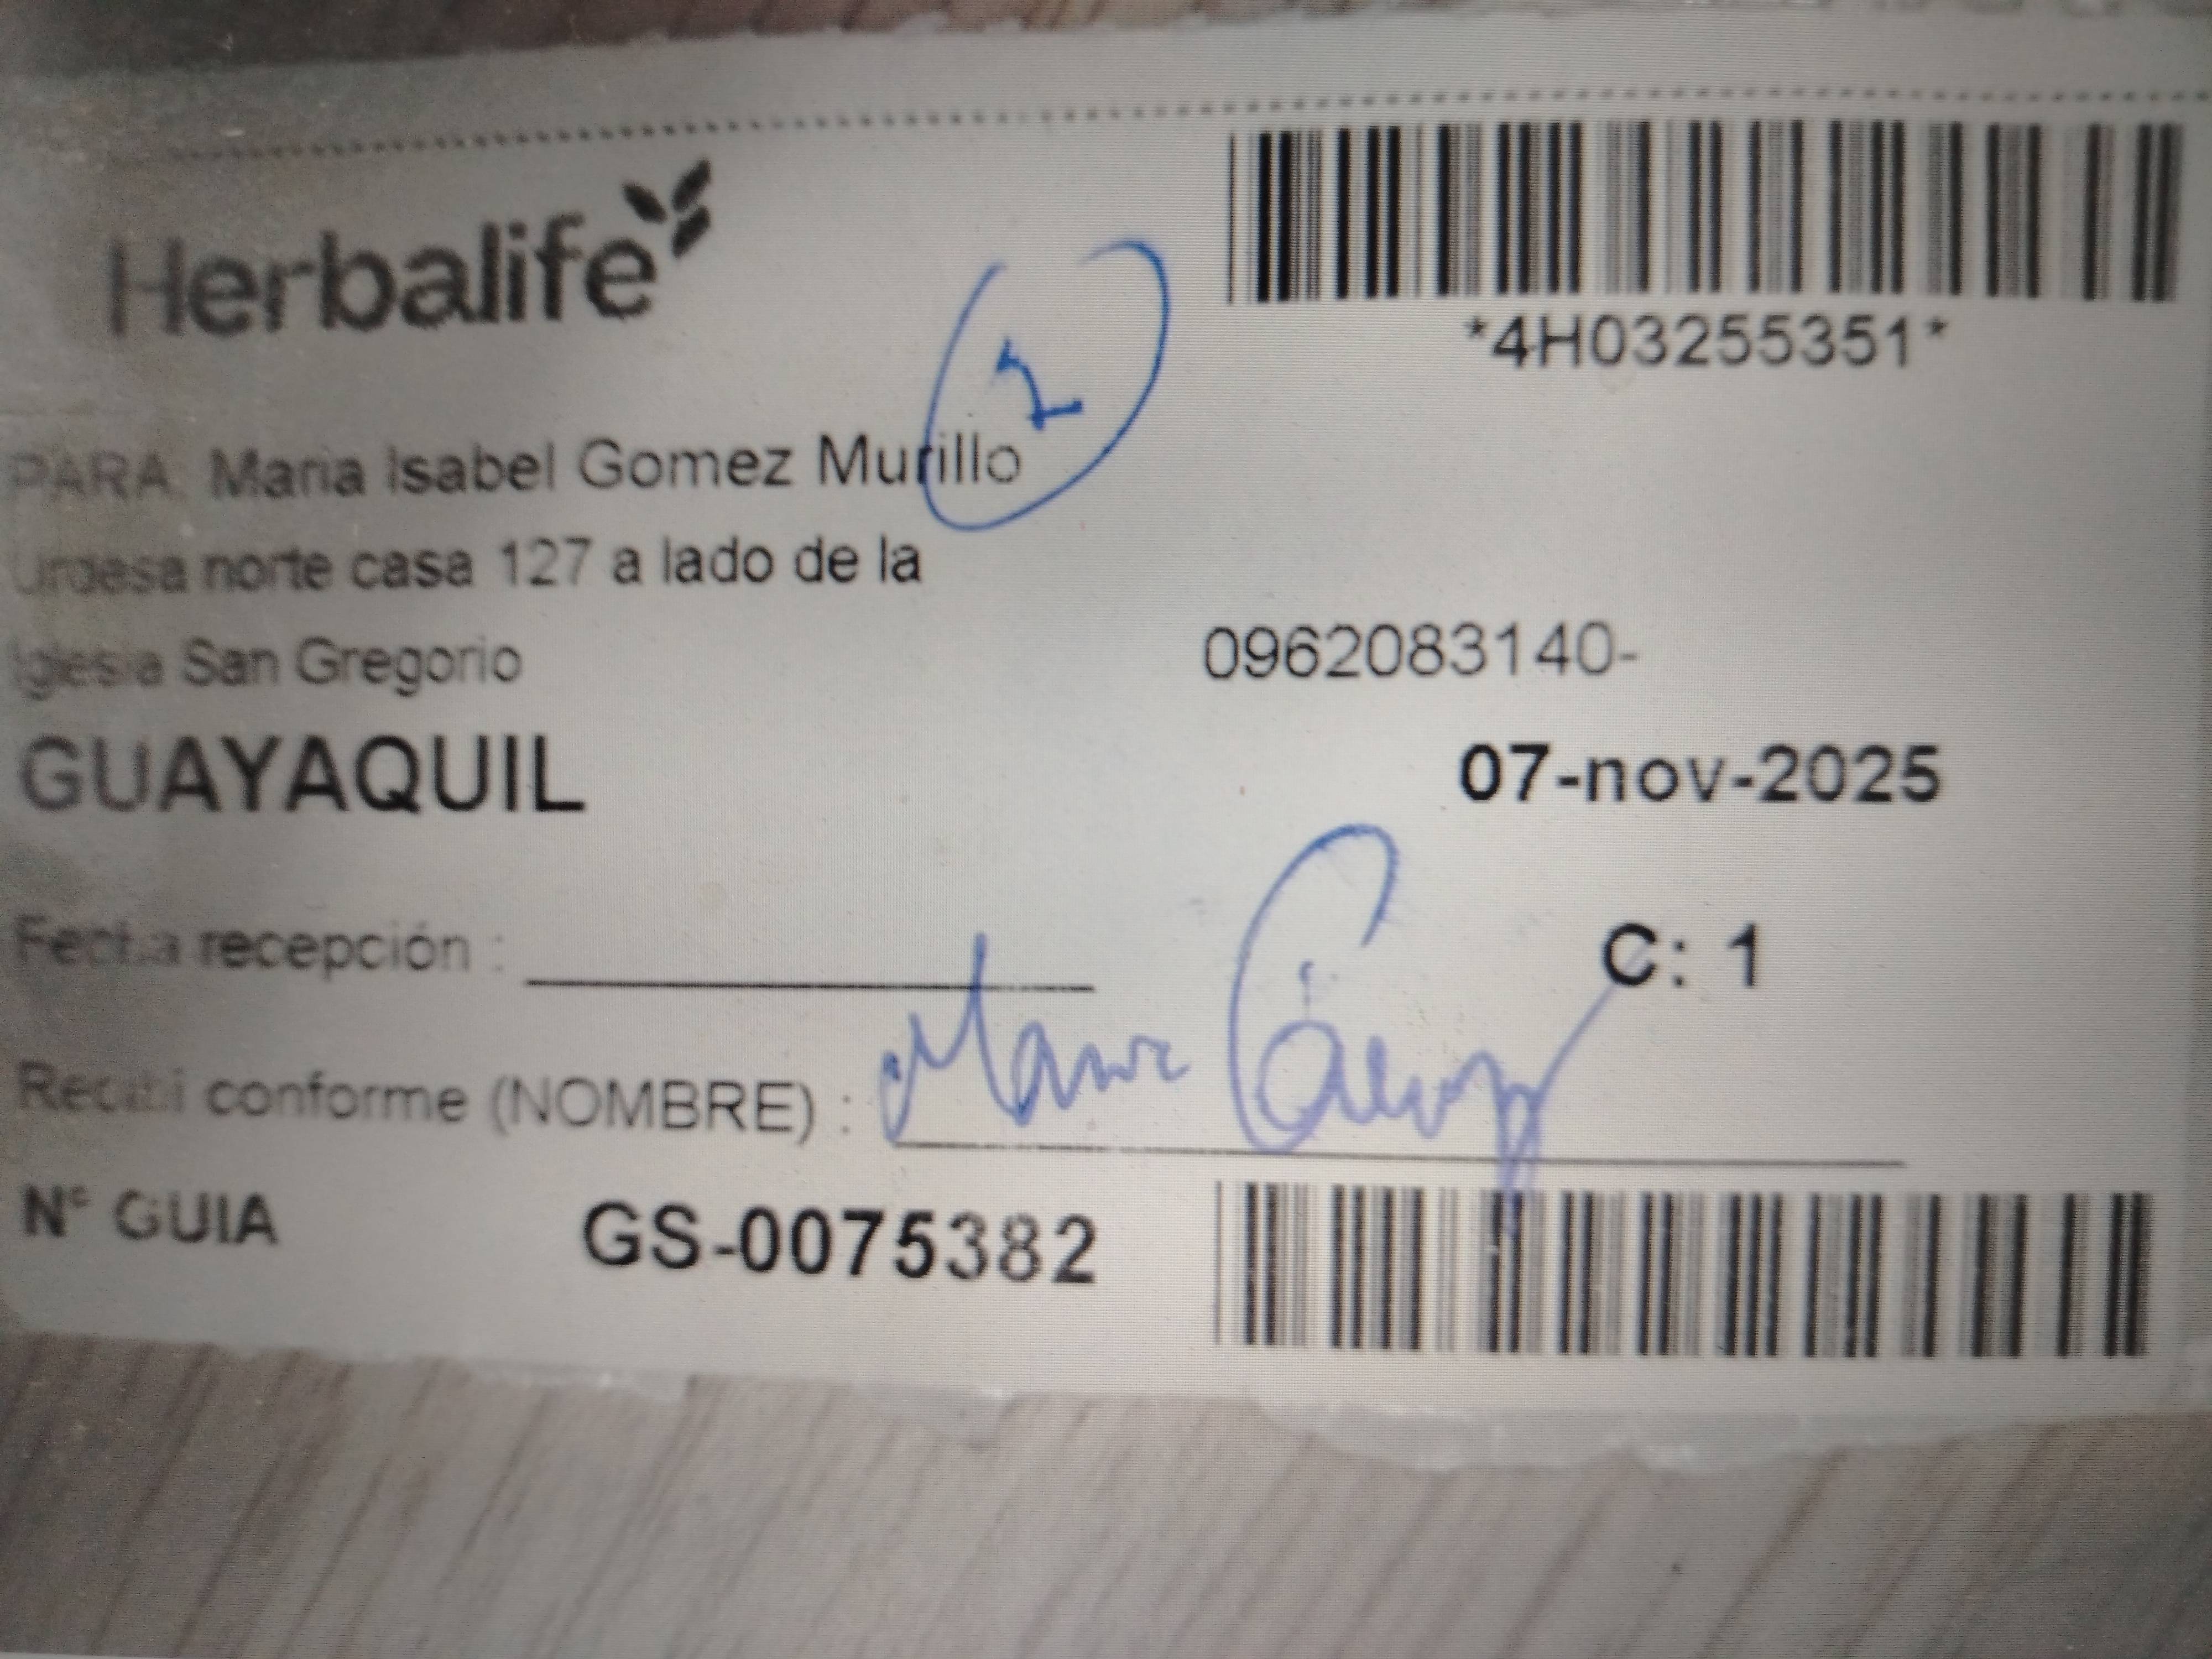 Herbalife
*4H03255351*
PARA: Maria Isabel Gomez Murillo
Urdesa norte casa 127 a lado de la
Iglesia San Gregorio
0962083140-
GUAYAQUIL
07-nov-2025
Fecha recepción :
C: 1
Recibí conforme (NOMBRE) :
Nº GUIA GS-0075382